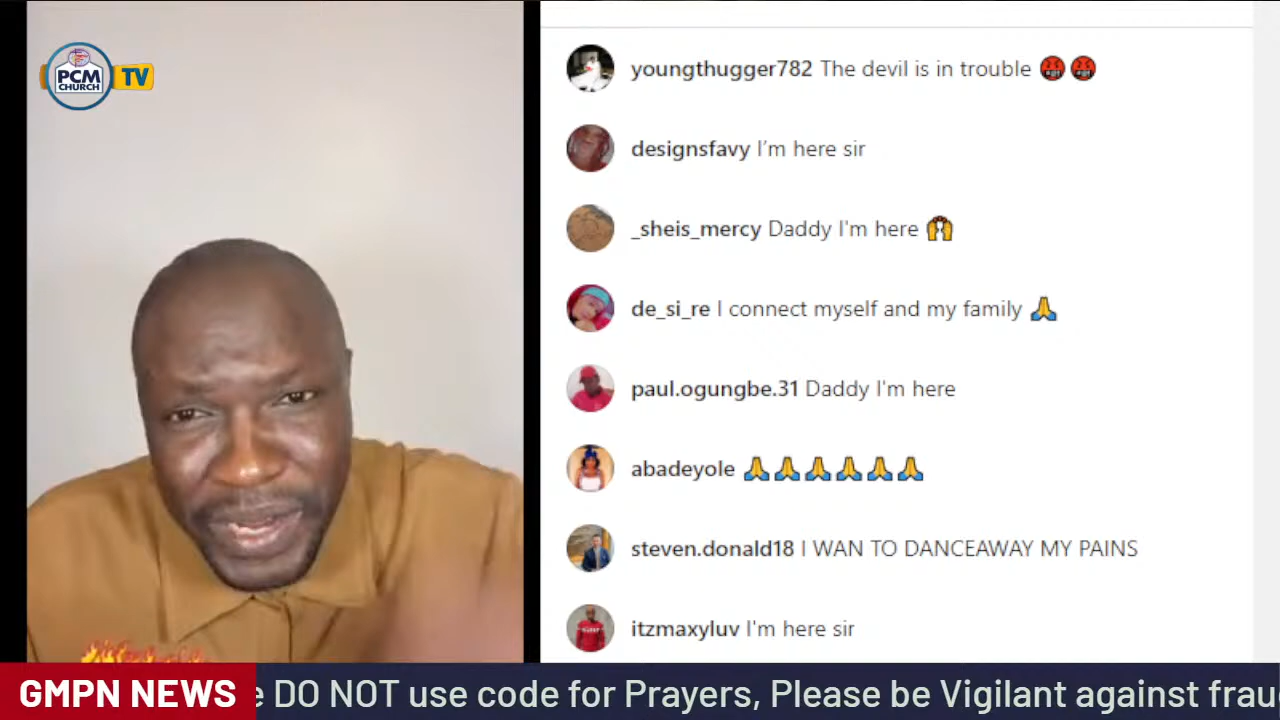 PCM
CHURCH
TV
youngthugger782 The devil is in trouble 🤬🤬
designsfavy I'm here sir
_sheis_mercy Daddy I'm here 🙌
de_si_re I connect myself and my family 🙏
paul.ogungbe.31 Daddy I'm here
abadeyole 🙏🙏🙏🙏🙏🙏
steven.donald18 I WAN TO DANCEAWAY MY PAINS
itzmaxyluv I'm here sir
GMPN NEWS
e DO NOT use code for Prayers, Please be Vigilant against frau